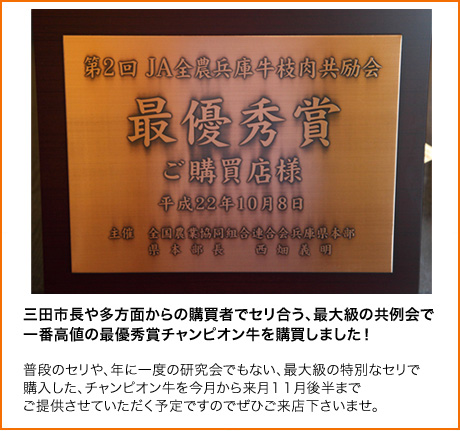 第2回 JA全農兵庫牛枝肉共励会
最優秀賞
ご購買店様
平成22年10月8日
主催 全国農業協同組合連合会兵庫県本部
県本部長 西畑義明
三田市長や多方面からの購買者でセリ合う、最大級の共例会で
一番高値の最優秀賞チャンピオン牛を購買しました！
普段のセリや、年に一度の研究会でもない、最大級の特別なセリで
購入した、チャンピオン牛を今月から来月１１月後半まで
ご提供させていただく予定ですのでぜひご来店下さいませ。